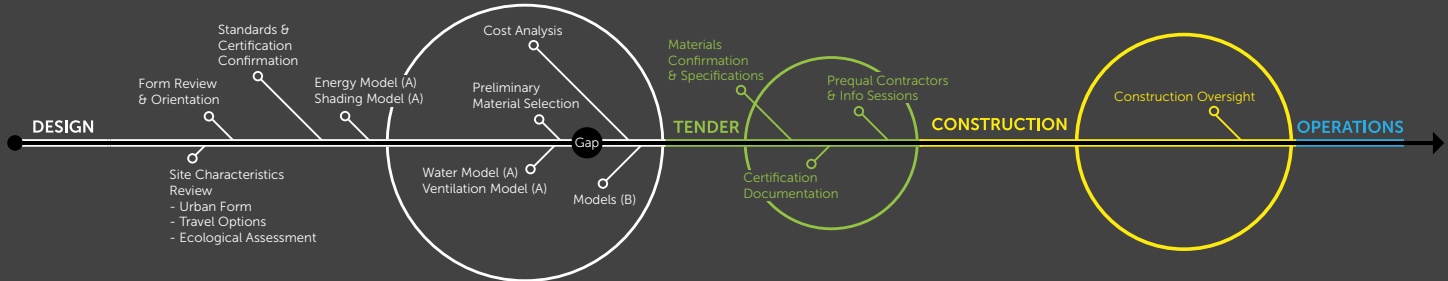 DESIGN
Form Review
& Orientation
Standards &
Certification
Confirmation
Site Characteristics
Review
- Urban Form
- Travel Options
- Ecological Assessment
Energy Model (A)
Shading Model (A)
Cost Analysis
Preliminary
Material Selection
Gap
Water Model (A)
Ventilation Model (A)
Models (B)
TENDER
Materials
Confirmation
& Specifications
Prequal Contractors
& Info Sessions
Certification
Documentation
CONSTRUCTION
Construction Oversight
OPERATIONS